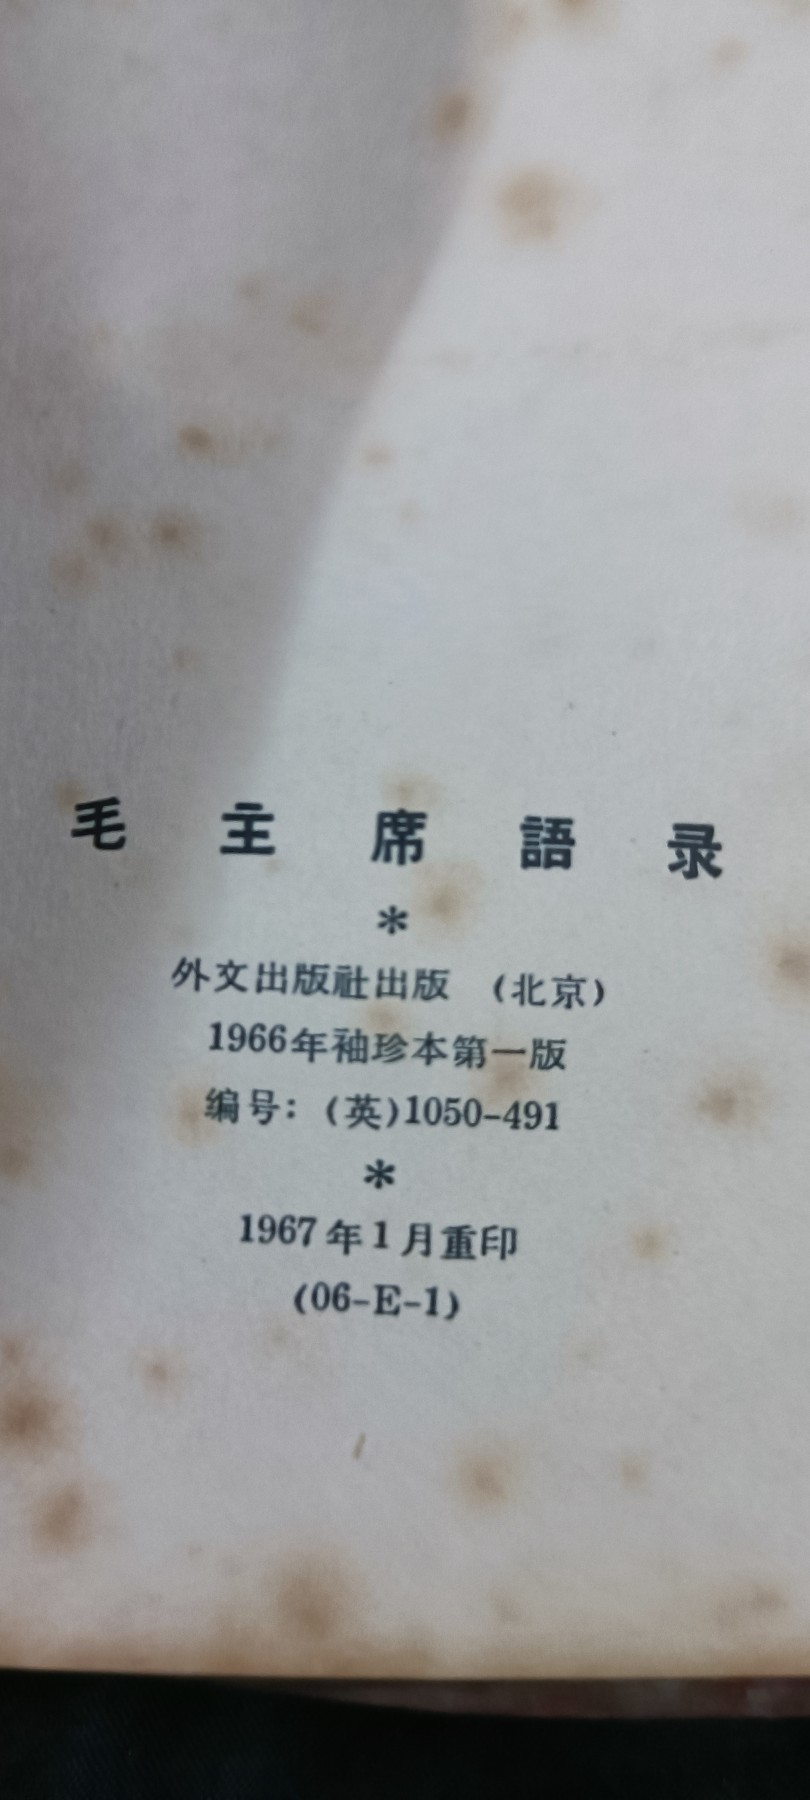 毛主席語录
*
外文出版社出版 (北京)
1966年袖珍本第一版
编号: (英)1050-491
*
1967年1月重印
(06-E-1)